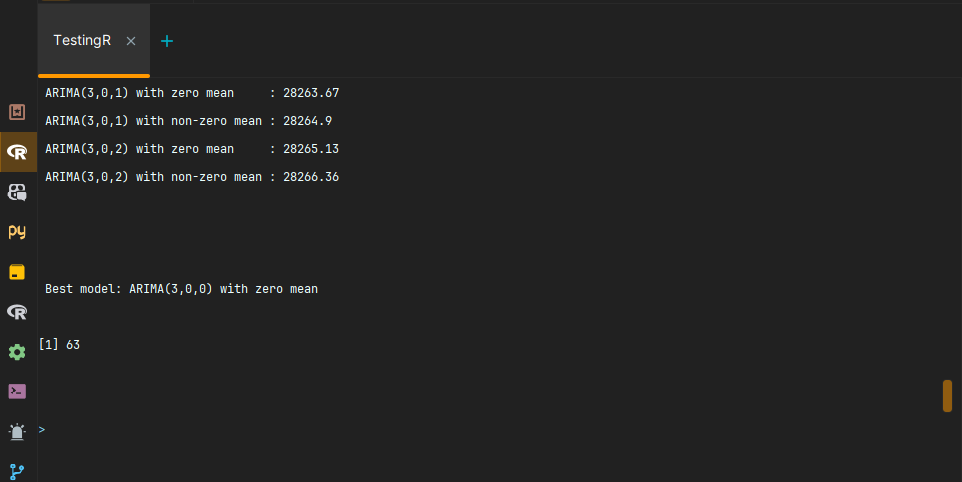 TestingR
ARIMA(3,0,1) with zero mean     : 28263.67
ARIMA(3,0,1) with non-zero mean : 28264.9
ARIMA(3,0,2) with zero mean     : 28265.13
ARIMA(3,0,2) with non-zero mean : 28266.36
Best model: ARIMA(3,0,0) with zero mean
[1] 63
>
R
py
R